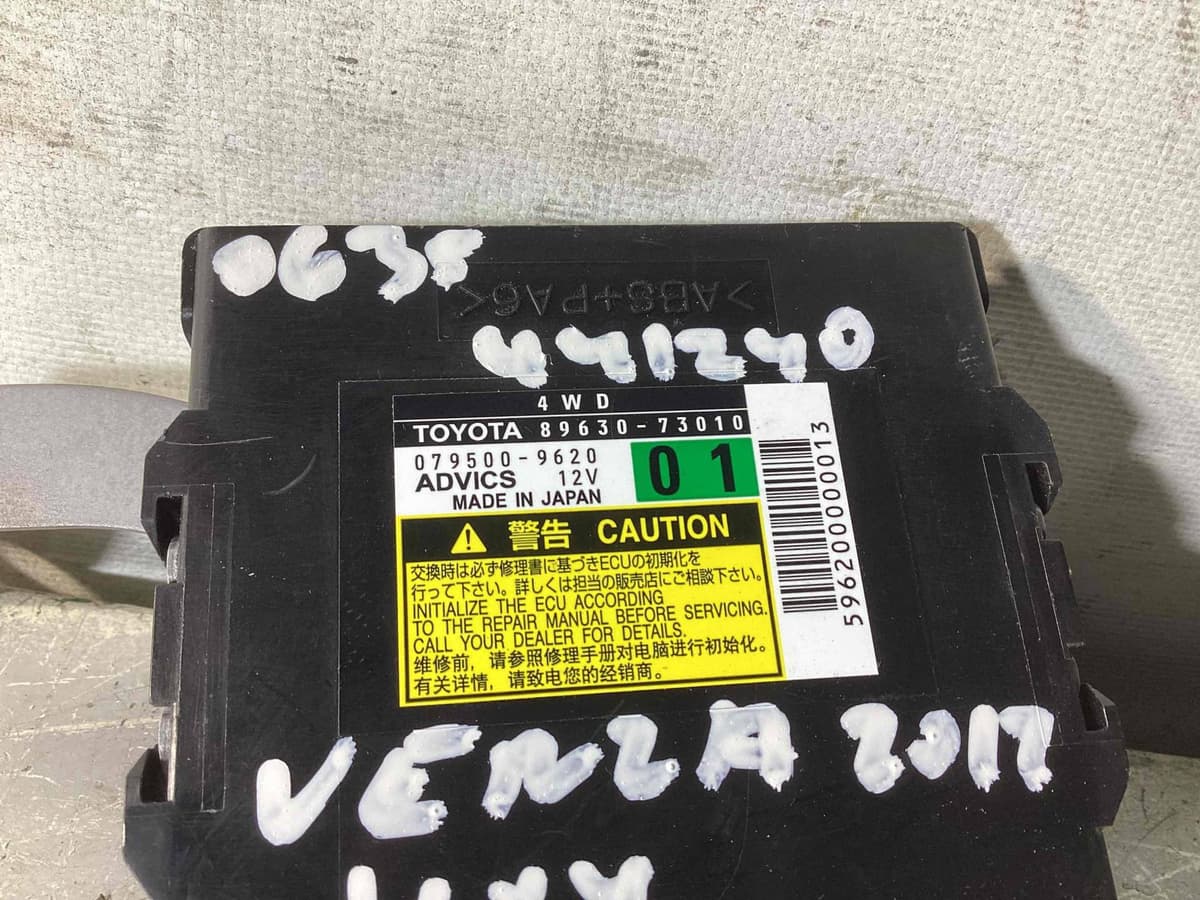 0635
>ABS+PA6<
441240
4WD
TOYOTA 89630-73010
079500-9620
ADVICS 12V
01
MADE IN JAPAN
5962000000013
警告 CAUTION
交換時は必ず修理書に基づきECUの初期化を
行って下さい。詳しくは担当の販売店にご相談下さい。
INITIALIZE THE ECU ACCORDING
TO THE REPAIR MANUAL BEFORE SERVICING.
CALL YOUR DEALER FOR DETAILS.
维修前，请参照修理手册对电脑进行初始化。
有关详情，请致电您的经销商。
VENZA 2017